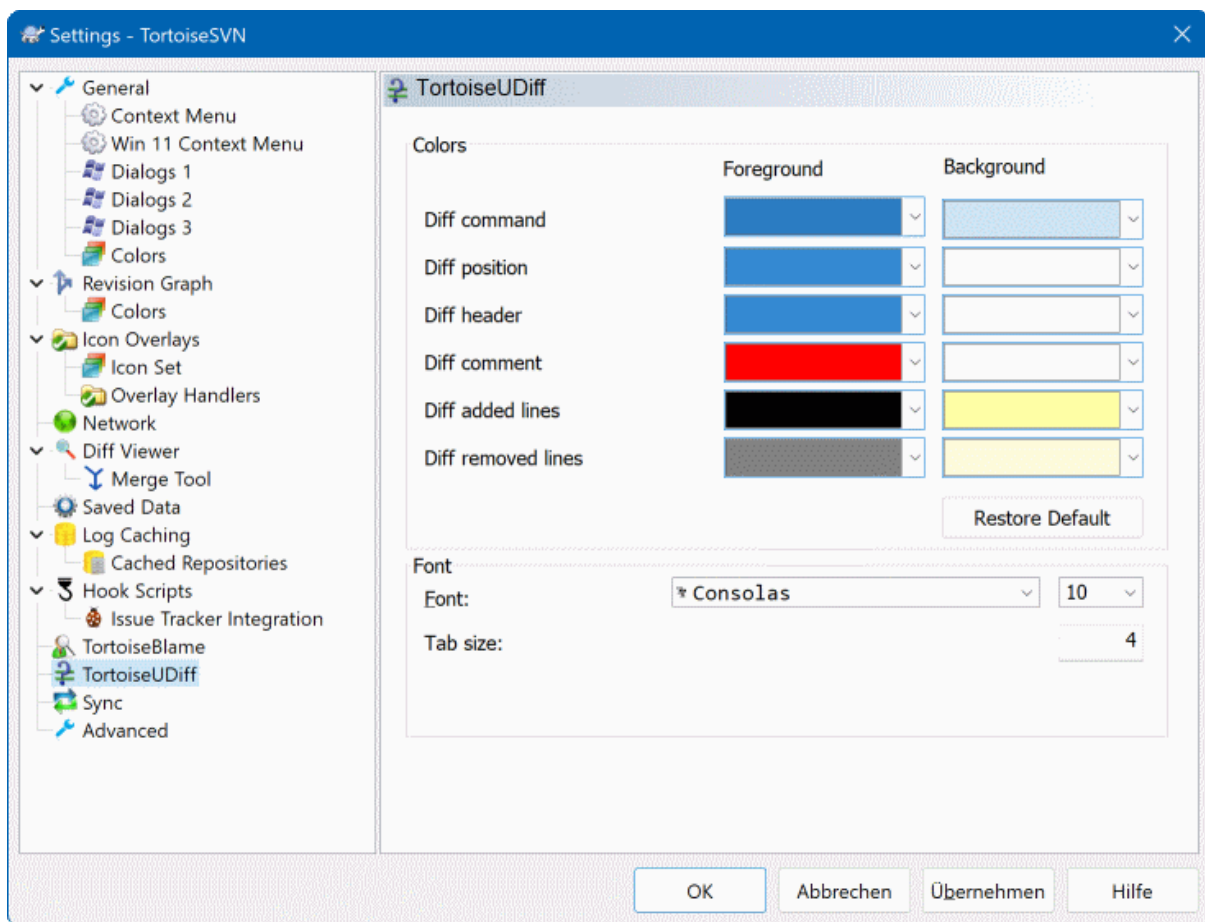 Settings - TortoiseSVN
General
Context Menu
Win 11 Context Menu
Dialogs 1
Dialogs 2
Dialogs 3
Colors
Revision Graph
Colors
Icon Overlays
Icon Set
Overlay Handlers
Network
Diff Viewer
Merge Tool
Saved Data
Log Caching
Cached Repositories
Hook Scripts
Issue Tracker Integration
TortoiseBlame
TortoiseUDiff
Sync
Advanced
TortoiseUDiff
Colors
Foreground Background
Diff command
Diff position
Diff header
Diff comment
Diff added lines
Diff removed lines
Restore Default
Font
Font: Consolas 10
Tab size: 4
OK Abbrechen Übernehmen Hilfe